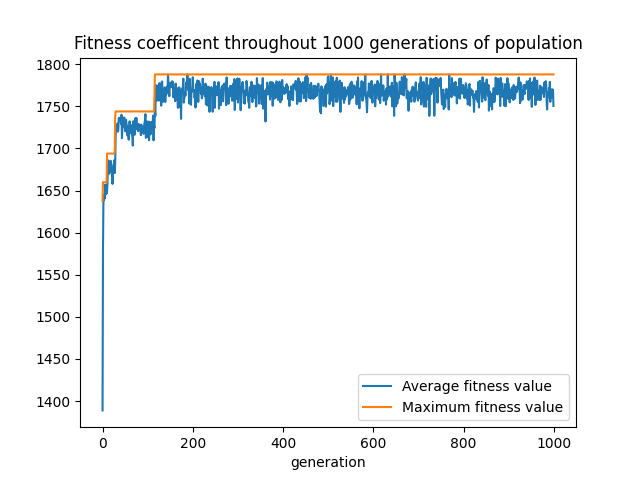 Fitness coefficent throughout 1000 generations of population
1800
1750
1700
1650
1600
1550
1500
1450
1400
Average fitness value
Maximum fitness value
0 200 400 600 800 1000
generation